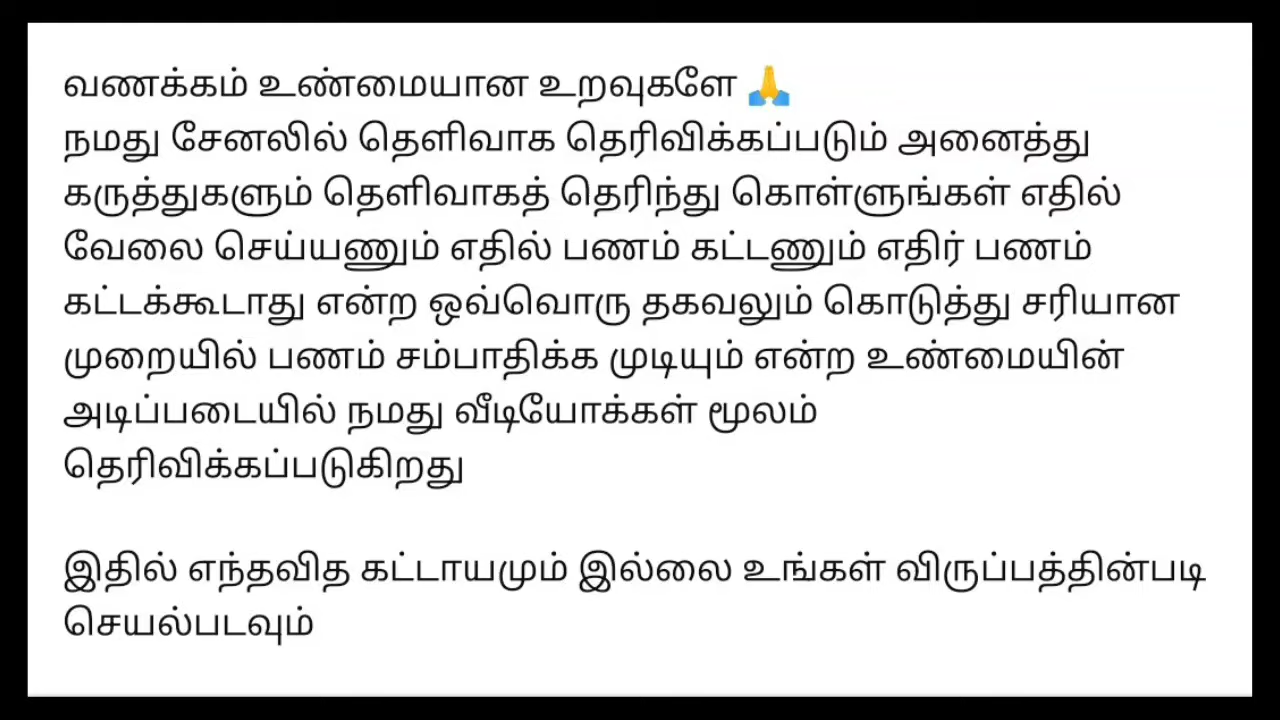 வணக்கம் உண்மையான உறவுகளே 🙏
நமது சேனலில் தெளிவாக தெரிவிக்கப்படும் அனைத்து
கருத்துகளும் தெளிவாகத் தெரிந்து கொள்ளுங்கள் எதில்
வேலை செய்யணும் எதில் பணம் கட்டணும் எதிர் பணம்
கட்டக்கூடாது என்ற ஒவ்வொரு தகவலும் கொடுத்து சரியான
முறையில் பணம் சம்பாதிக்க முடியும் என்ற உண்மையின்
அடிப்படையில் நமது வீடியோக்கள் மூலம்
தெரிவிக்கப்படுகிறது
இதில் எந்தவித கட்டாயமும் இல்லை உங்கள் விருப்பத்தின்படி
செயல்படவும்